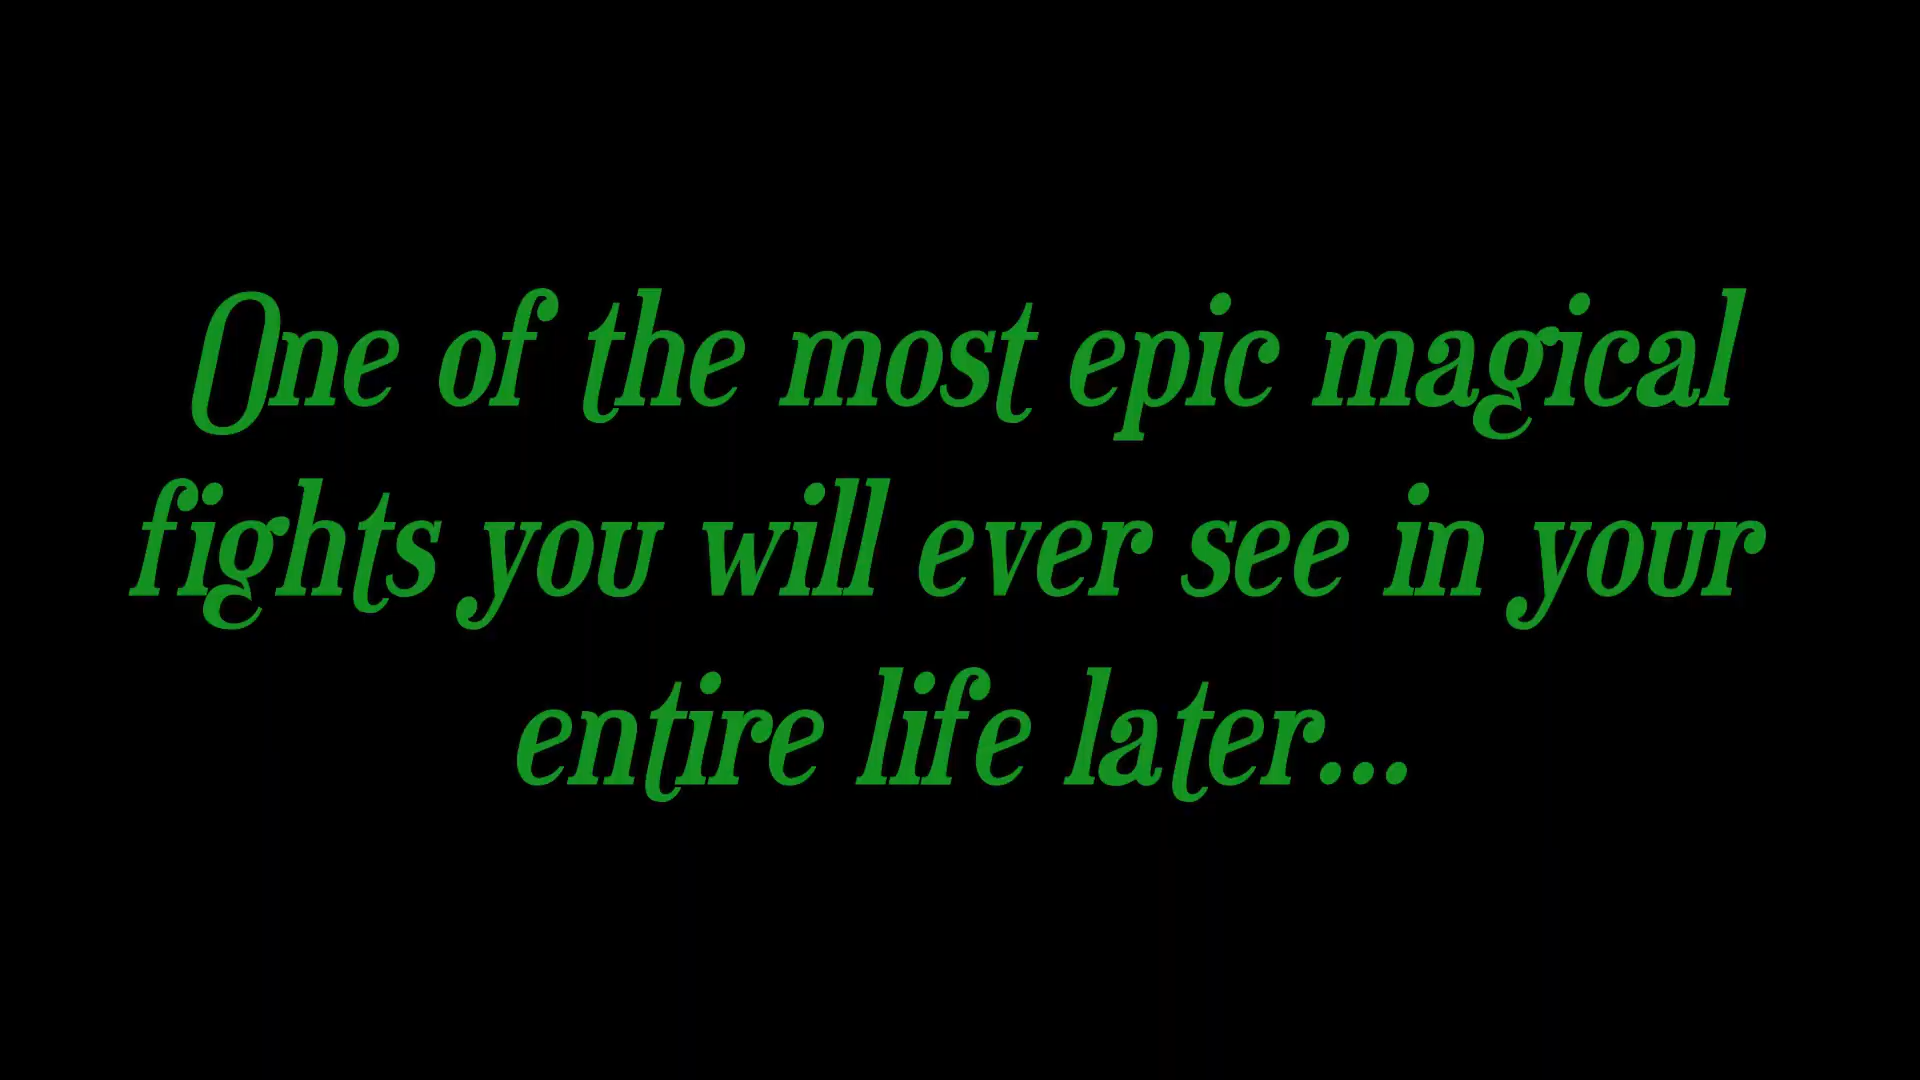 One of the most epic magical
fights you will ever see in your
entire life later...